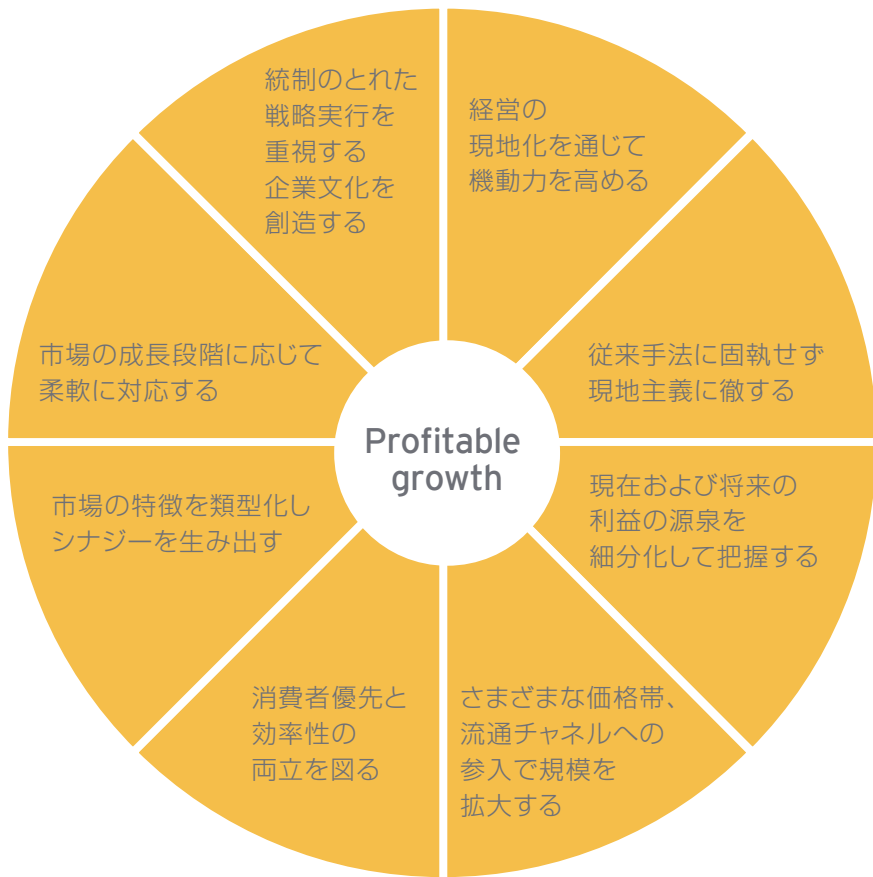 統制のとれた
戦略実行を
重視する
企業文化を
創造する
経営の
現地化を通じて
機動力を高める
市場の成長段階に応じて
柔軟に対応する
従来手法に固執せず
現地主義に徹する
Profitable
growth
市場の特徴を類型化し
シナジーを生み出す
現在および将来の
利益の源泉を
細分化して把握する
消費者優先と
効率性の
両立を図る
さまざまな価格帯、
流通チャネルへの
参入で規模を
拡大する